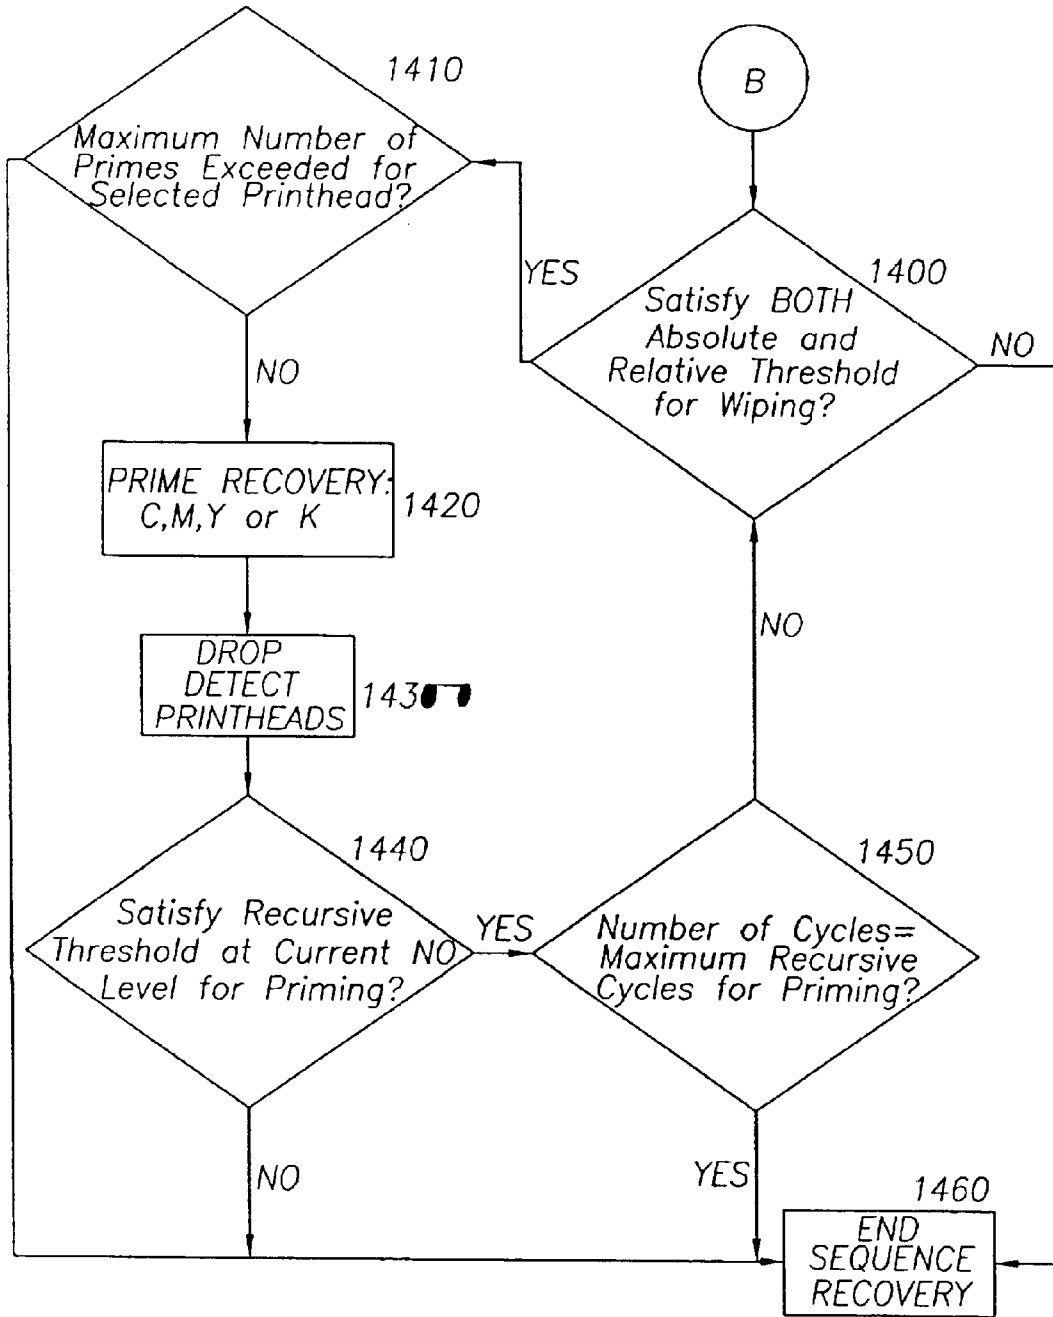 1410
Maximum Number of
Primes Exceeded for
Selected Printhead?
B
YES
1400
Satisfy BOTH
Absolute and
Relative Threshold
for Wiping?
NO
NO
PRIME RECOVERY:
C,M,Y or K
1420
NO
DROP
DETECT
PRINTHEADS
1440
Satisfy Recursive
Threshold at Current NO
Level for Priming?
YES
1450
Number of Cycles=
Maximum Recursive
Cycles for Priming?
NO
YES
1460
END
SEQUENCE
RECOVERY